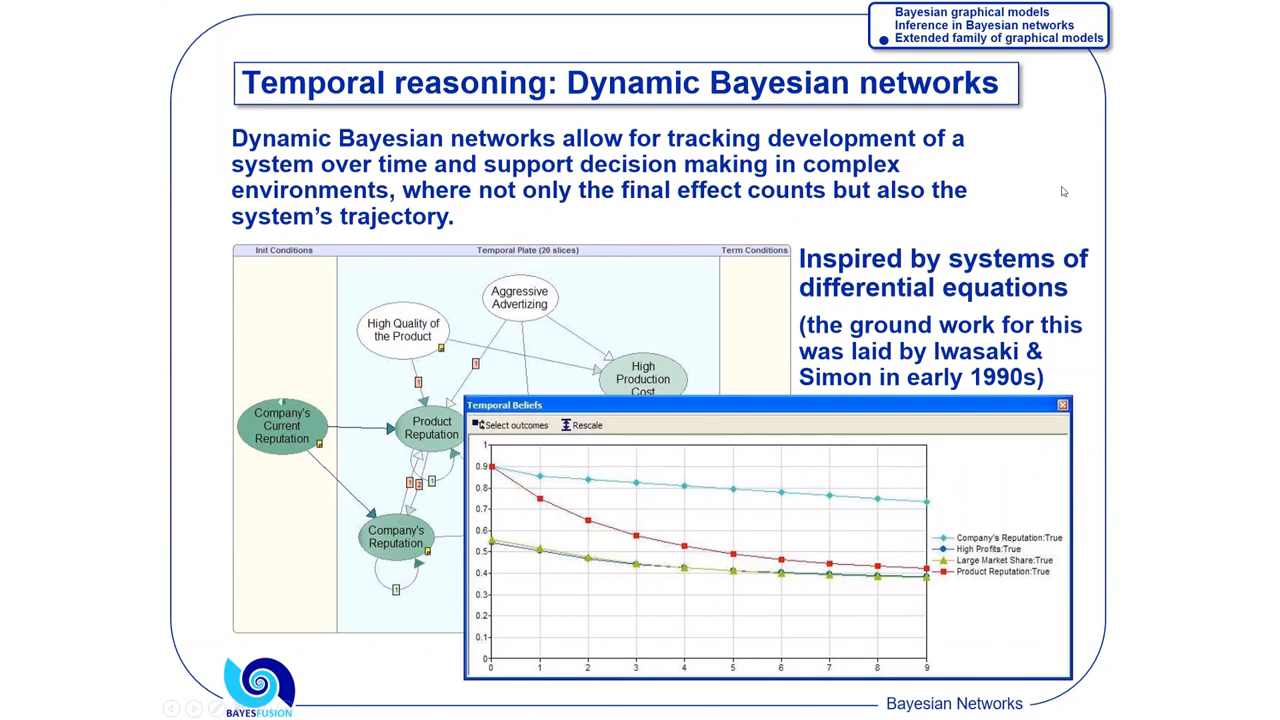 Bayesian graphical models
Inference in Bayesian networks
Extended family of graphical models
Temporal reasoning: Dynamic Bayesian networks
Dynamic Bayesian networks allow for tracking development of a
system over time and support decision making in complex
environments, where not only the final effect counts but also the
system's trajectory.
Init Conditions
Temporal Plate (20 slices)
Term Conditions
Aggressive
Advertizing
High Quality of
the Product
High
Production
Cost
Company's
Current
Reputation
Product
Reputation
Company's
Reputation
1
1
1
2
1
1
Inspired by systems of
differential equations
(the ground work for this
was laid by Iwasaki &
Simon in early 1990s)
Temporal Beliefs
Select outcomes
Rescale
1
0.9
0.8
0.7
0.6
0.5
0.4
0.3
0.2
0.1
0
0 1 2 3 4 5 6 7 8 9
Company's Reputation:True
High Profits:True
Large Market Share:True
Product Reputation:True
BAYESFUSION
Bayesian Networks